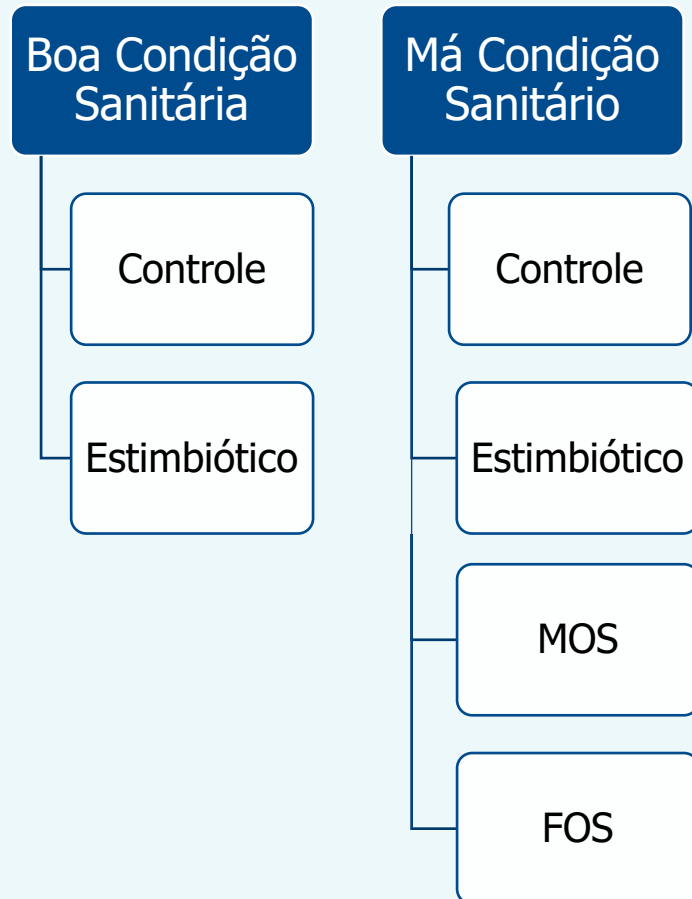 Boa Condição
Sanitária
Controle
Estimbiótico
Má Condição
Sanitário
Controle
Estimbiótico
MOS
FOS